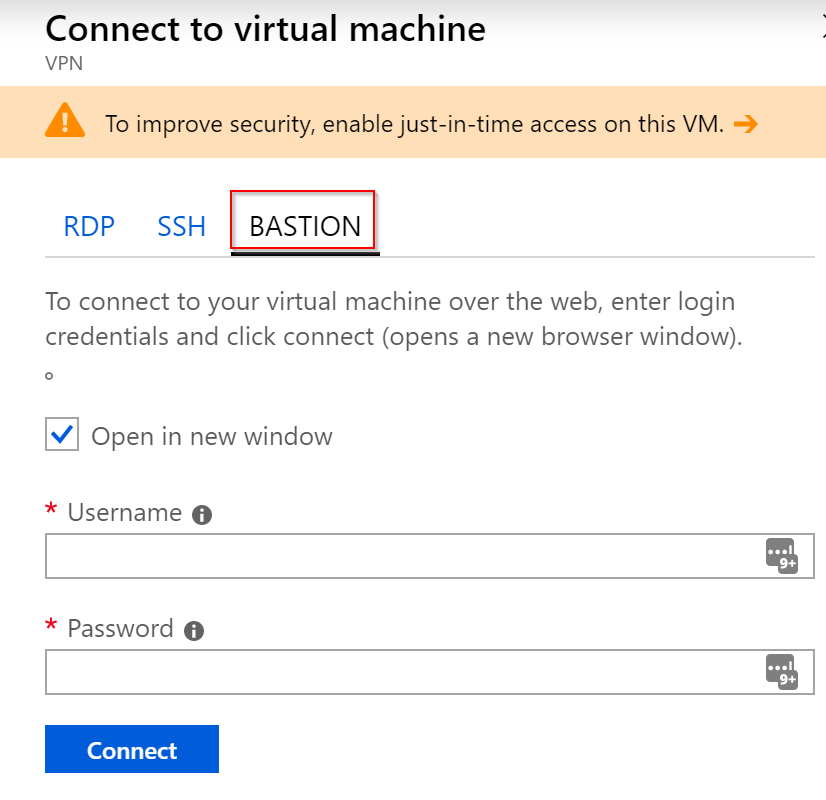 Connect to virtual machine
VPN
To improve security, enable just-in-time access on this VM.
RDP SSH BASTION
To connect to your virtual machine over the web, enter login
credentials and click connect (opens a new browser window).
Open in new window
* Username
9+
* Password
9+
Connect